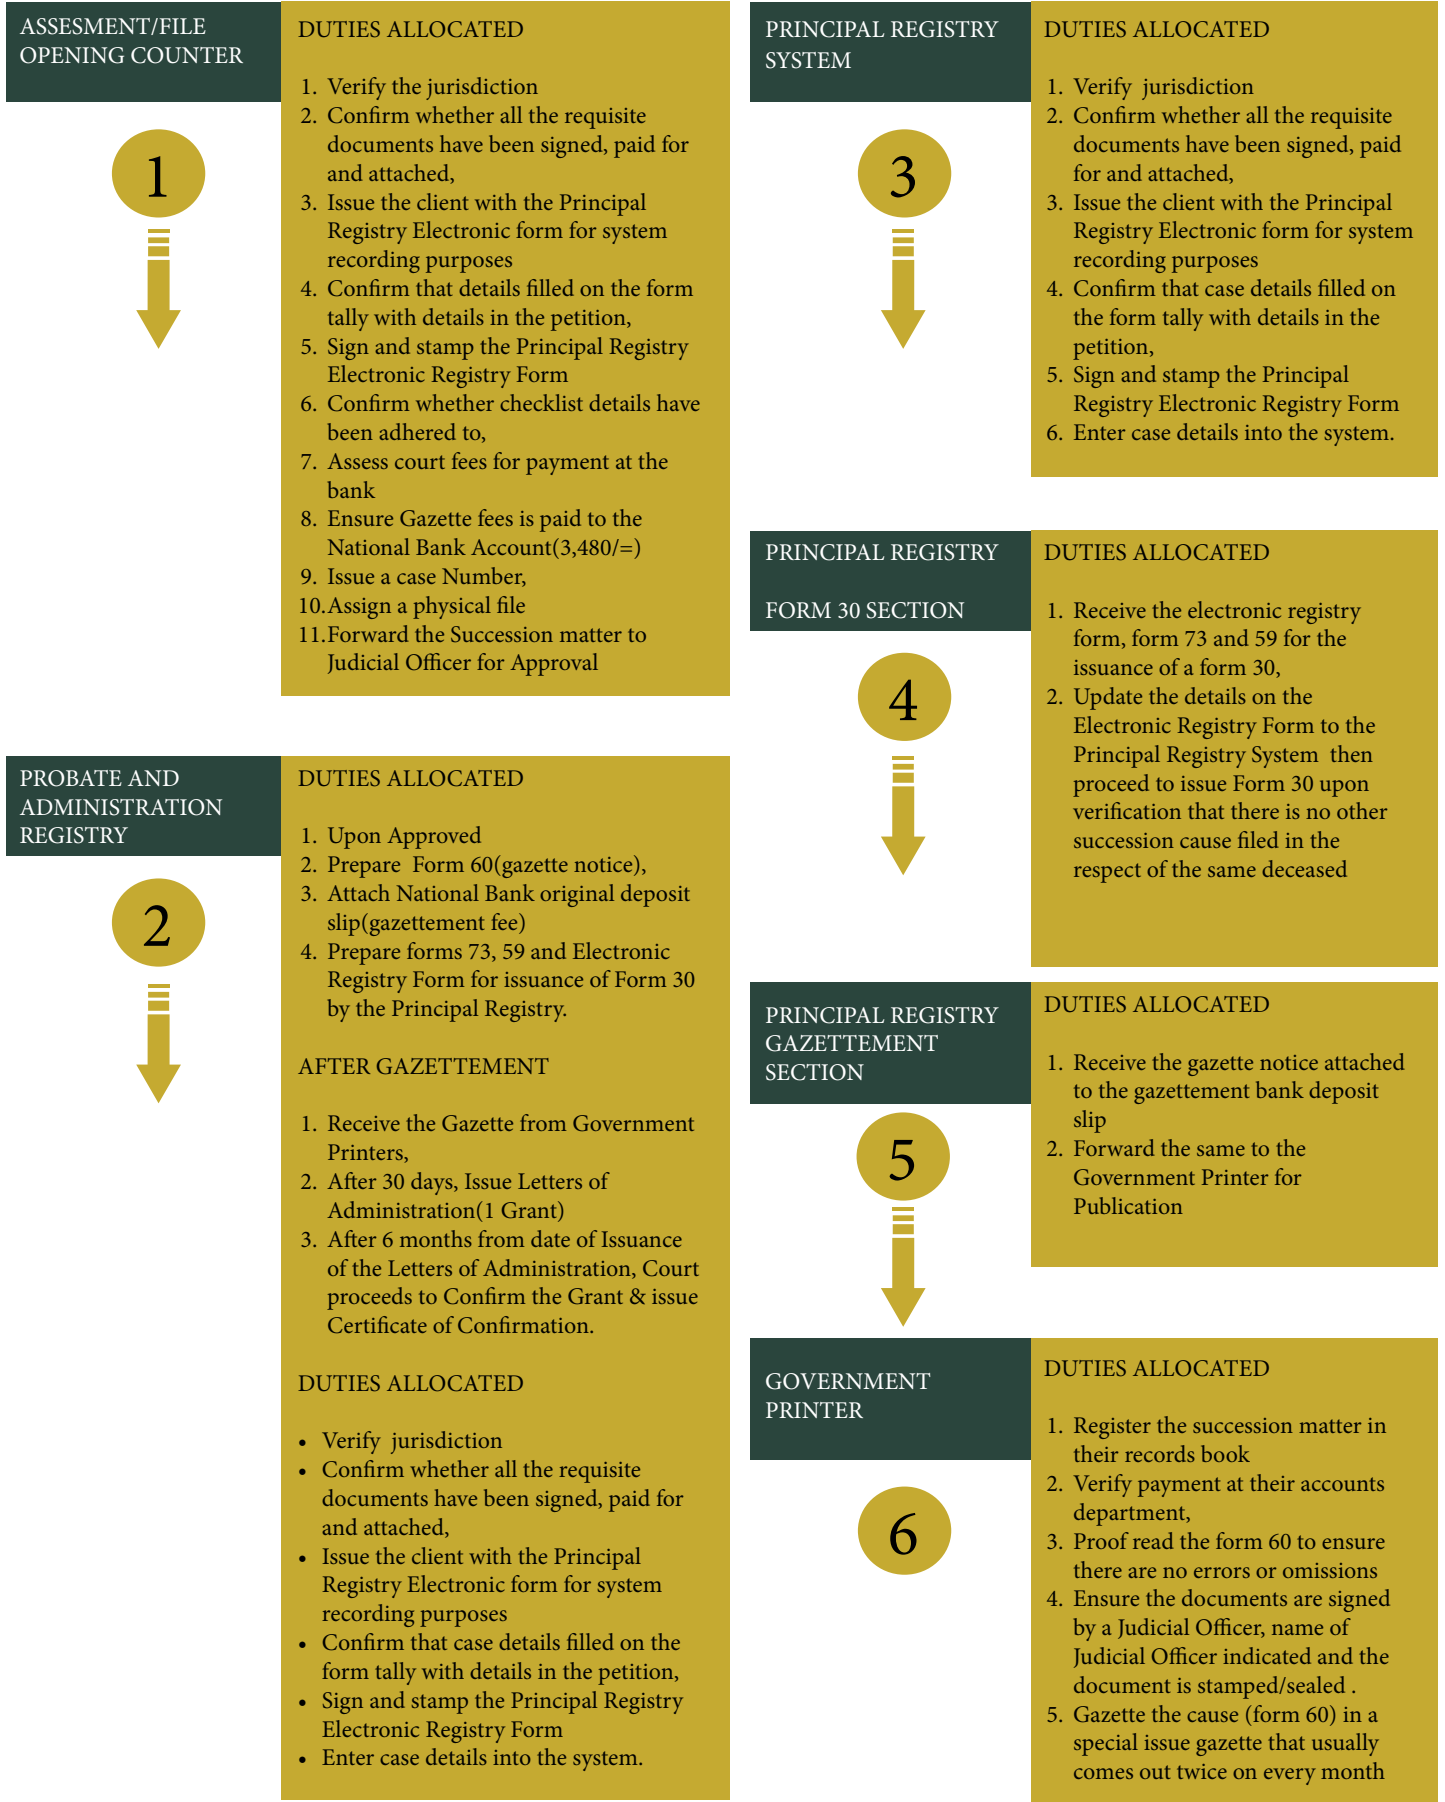 ASSESMENT/FILE
OPENING COUNTER
1
DUTIES ALLOCATED
1. Verify the jurisdiction
2. Confirm whether all the requisite
documents have been signed, paid for
and attached,
3. Issue the client with the Principal
Registry Electronic form for system
recording purposes
4. Confirm that details filled on the form
tally with details in the petition,
5. Sign and stamp the Principal Registry
Electronic Registry Form
6. Confirm whether checklist details have
been adhered to,
7. Assess court fees for payment at the
bank
8. Ensure Gazette fees is paid to the
National Bank Account(3,480/=)
9. Issue a case Number,
10.Assign a physical file
11.Forward the Succession matter to
Judicial Officer for Approval
PROBATE AND
ADMINISTRATION
REGISTRY
2
DUTIES ALLOCATED
1. Upon Approved
2. Prepare Form 60(gazette notice),
3. Attach National Bank original deposit
slip(gazettement fee)
4. Prepare forms 73, 59 and Electronic
Registry Form for issuance of Form 30
by the Principal Registry.
AFTER GAZETTEMENT
1. Receive the Gazette from Government
Printers,
2. After 30 days, Issue Letters of
Administration(1 Grant)
3. After 6 months from date of Issuance
of the Letters of Administration, Court
proceeds to Confirm the Grant & issue
Certificate of Confirmation.
DUTIES ALLOCATED
• Verify jurisdiction
• Confirm whether all the requisite
documents have been signed, paid for
and attached,
• Issue the client with the Principal
Registry Electronic form for system
recording purposes
• Confirm that case details filled on the
form tally with details in the petition,
• Sign and stamp the Principal Registry
Electronic Registry Form
• Enter case details into the system.
PRINCIPAL REGISTRY
SYSTEM
3
DUTIES ALLOCATED
1. Verify jurisdiction
2. Confirm whether all the requisite
documents have been signed, paid
for and attached,
3. Issue the client with the Principal
Registry Electronic form for system
recording purposes
4. Confirm that case details filled on
the form tally with details in the
petition,
5. Sign and stamp the Principal
Registry Electronic Registry Form
6. Enter case details into the system.
PRINCIPAL REGISTRY
FORM 30 SECTION
4
DUTIES ALLOCATED
1. Receive the electronic registry
form, form 73 and 59 for the
issuance of a form 30,
2. Update the details on the
Electronic Registry Form to the
Principal Registry System then
proceed to issue Form 30 upon
verification that there is no other
succession cause filed in the
respect of the same deceased
PRINCIPAL REGISTRY
GAZETTEMENT
SECTION
5
DUTIES ALLOCATED
1. Receive the gazette notice attached
to the gazettement bank deposit
slip
2. Forward the same to the
Government Printer for
Publication
GOVERNMENT
PRINTER
6
DUTIES ALLOCATED
1. Register the succession matter in
their records book
2. Verify payment at their accounts
department,
3. Proof read the form 60 to ensure
there are no errors or omissions
4. Ensure the documents are signed
by a Judicial Officer, name of
Judicial Officer indicated and the
document is stamped/sealed .
5. Gazette the cause (form 60) in a
special issue gazette that usually
comes out twice on every month